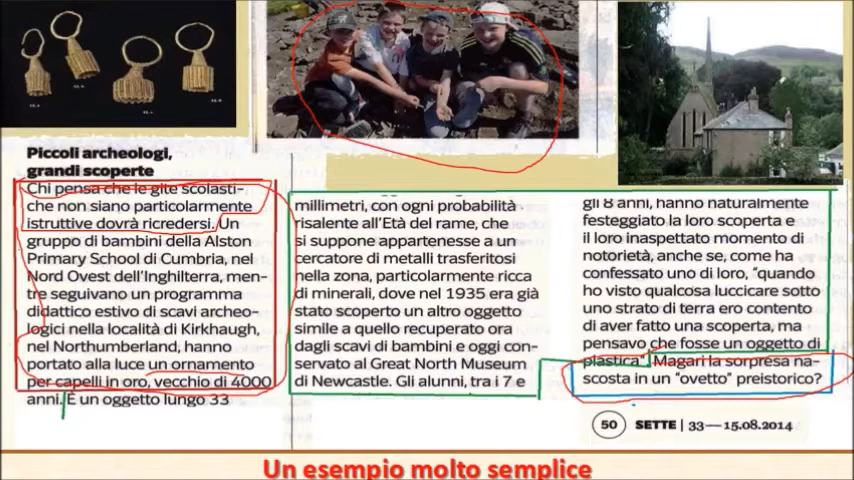 Piccoli archeologi,
grandi scoperte
Chi pensa che le gite scolasti-
che non siano particolarmente
istruttive dovrà ricredersi. Un
gruppo di bambini della Alston
Primary School di Cumbria, nel
Nord Ovest dell'Inghilterra, men-
tre seguivano un programma
didattico estivo di scavi archeo-
logici nella località di Kirkhaugh,
nel Northumberland, hanno
portato alla luce un ornamento
per capelli in oro, vecchio di 4000
anni. È un oggetto lungo 33
millimetri, con ogni probabilità
risalente all'Età del rame, che
si suppone appartenesse a un
cercatore di metalli trasferitosi
nella zona, particolarmente ricca
di minerali, dove nel 1935 era già
stato scoperto un altro oggetto
simile a quello recuperato ora
dagli scavi di bambini e oggi con-
servato al Great North Museum
di Newcastle. Gli alunni, tra i 7 e
gli 8 anni, hanno naturalmente
festeggiato la loro scoperta e
il loro inaspettato momento di
notorietà, anche se, come ha
confessato uno di loro, "quando
ho visto qualcosa luccicare sotto
uno strato di terra ero contento
di aver fatto una scoperta, ma
pensavo che fosse un oggetto di
plastica". Magari la sorpresa na-
scosta in un "ovetto" preistorico?
50 SETTE | 33—15.08.2014
Un esempio molto semplice